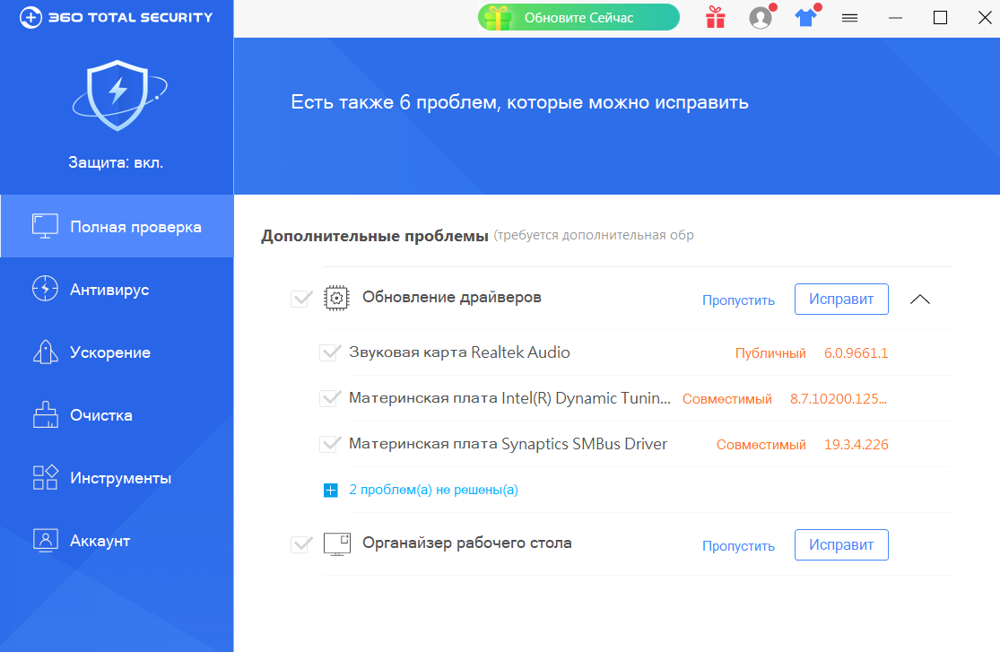 360 TOTAL SECURITY
Обновите Сейчас
Есть также 6 проблем, которые можно исправить
Защита: вкл.
Полная проверка
Антивирус
Ускорение
Очистка
Инструменты
Аккаунт
Дополнительные проблемы (требуется дополнительная обр
Обновление драйверов Пропустить Исправит
Звуковая карта Realtek Audio Публичный 6.0.9661.1
Материнская плата Intel(R) Dynamic Tunin... Совместимый 8.7.10200.125...
Материнская плата Synaptics SMBus Driver Совместимый 19.3.4.226
2 проблем(а) не решены(а)
Органайзер рабочего стола Пропустить Исправит